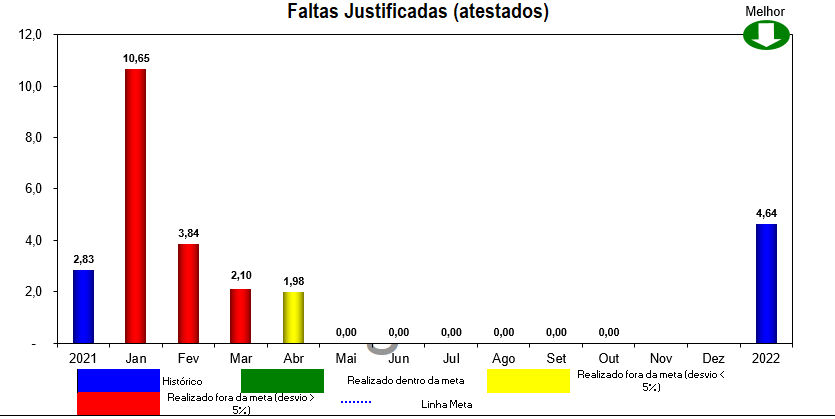 Faltas Justificadas (atestados)
Melhor
12,0
10,0
8,0
6,0
4,0
2,0
-
2,83
10,65
3,84
2,10
1,98
0,00
0,00
0,00
0,00
0,00
0,00
4,64
2021 Jan Fev Mar Abr Mai Jun Jul Ago Set Out Nov Dez 2022
Histórico
Realizado dentro da meta
Realizado fora da meta (desvio <
5%)
Realizado fora da meta (desvio >
5%)
Linha Meta